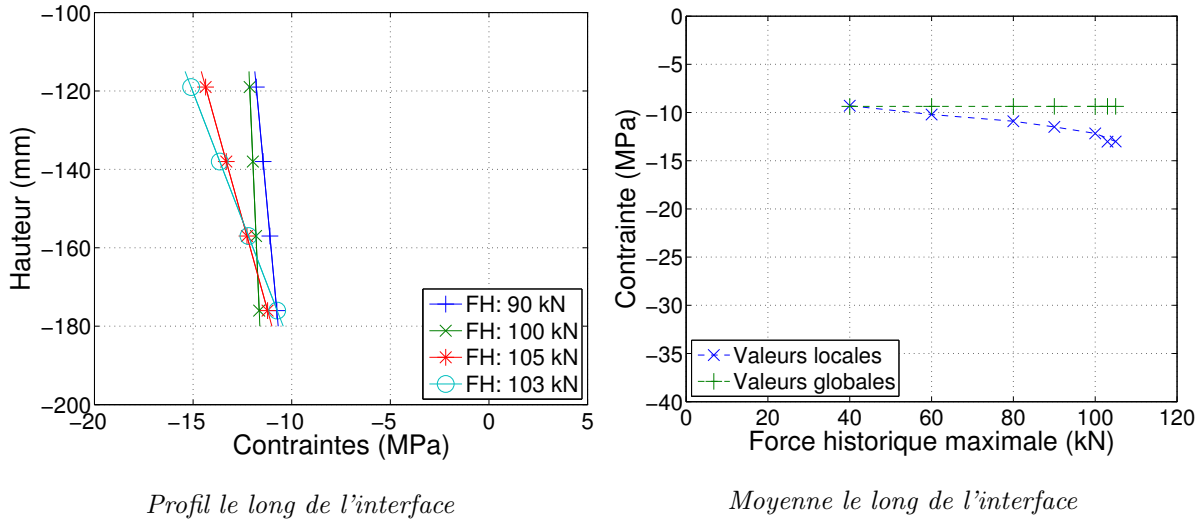 −100
−120
−140
−160
−180
−200
Hauteur (mm)
−20
−15
−10
−5
0
5
Contraintes (MPa)
FH: 90 kN
FH: 100 kN
FH: 105 kN
FH: 103 kN
Profil le long de l'interface
0
−5
−10
−15
−20
−25
−30
−35
−40
Contrainte (MPa)
0
20
40
60
80
100
120
Force historique maximale (kN)
Valeurs locales
Valeurs globales
Moyenne le long de l'interface